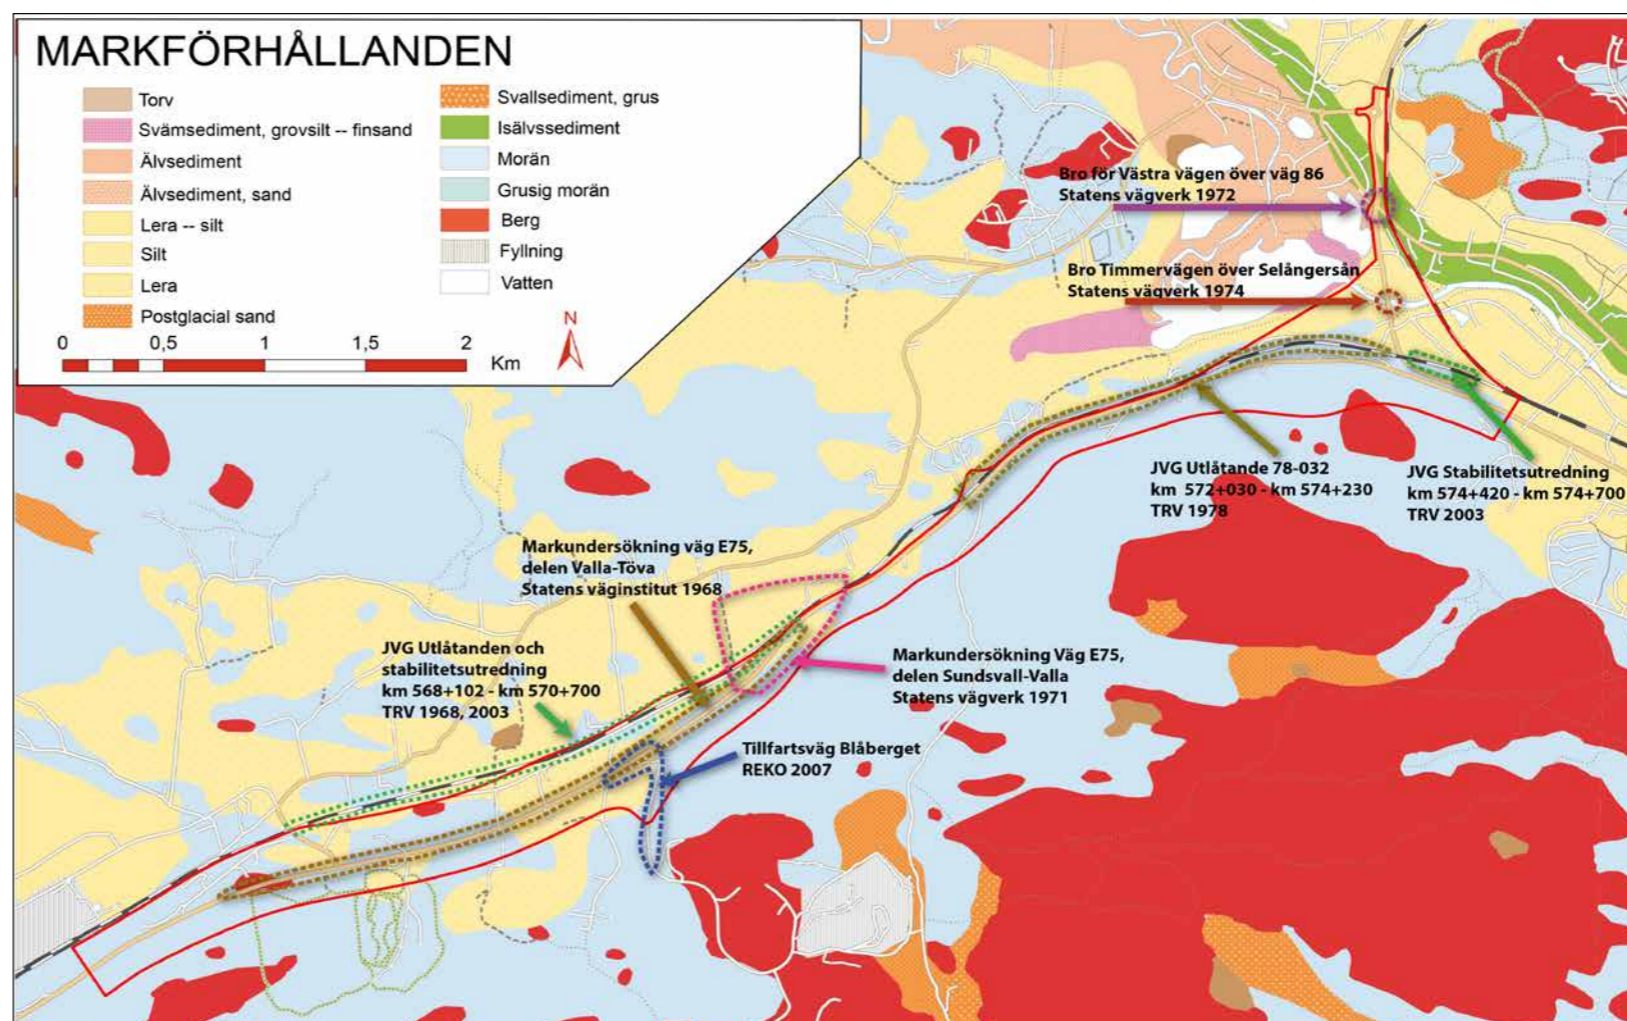 MARKFÖRHÅLLANDEN
Torv
Svämsediment, grovsilt -- finsand
Älvsediment
Älvsediment, sand
Lera -- silt
Silt
Lera
Postglacial sand
Svallsediment, grus
Isälvssediment
Morän
Grusig morän
Berg
Fyllning
Vatten
0 0,5 1 1,5 2
Km
N
Bro för Västra vägen över väg 86
Statens vägverk 1972
Bro Timmervägen över Selångersån
Statens vägverk 1974
JVG Utlåtande 78-032
km 572+030 - km 574+230
TRV 1978
JVG Stabilitetsutredning
km 574+420 - km 574+700
TRV 2003
Markundersökning väg E75,
delen Valla-Töva
Statens väginstitut 1968
JVG Utlåtanden och
stabilitetsutredning
km 568+102 - km 570+700
TRV 1968, 2003
Markundersökning Väg E75,
delen Sundsvall-Valla
Statens vägverk 1971
Tillfartsväg Blåberget
REKO 2007